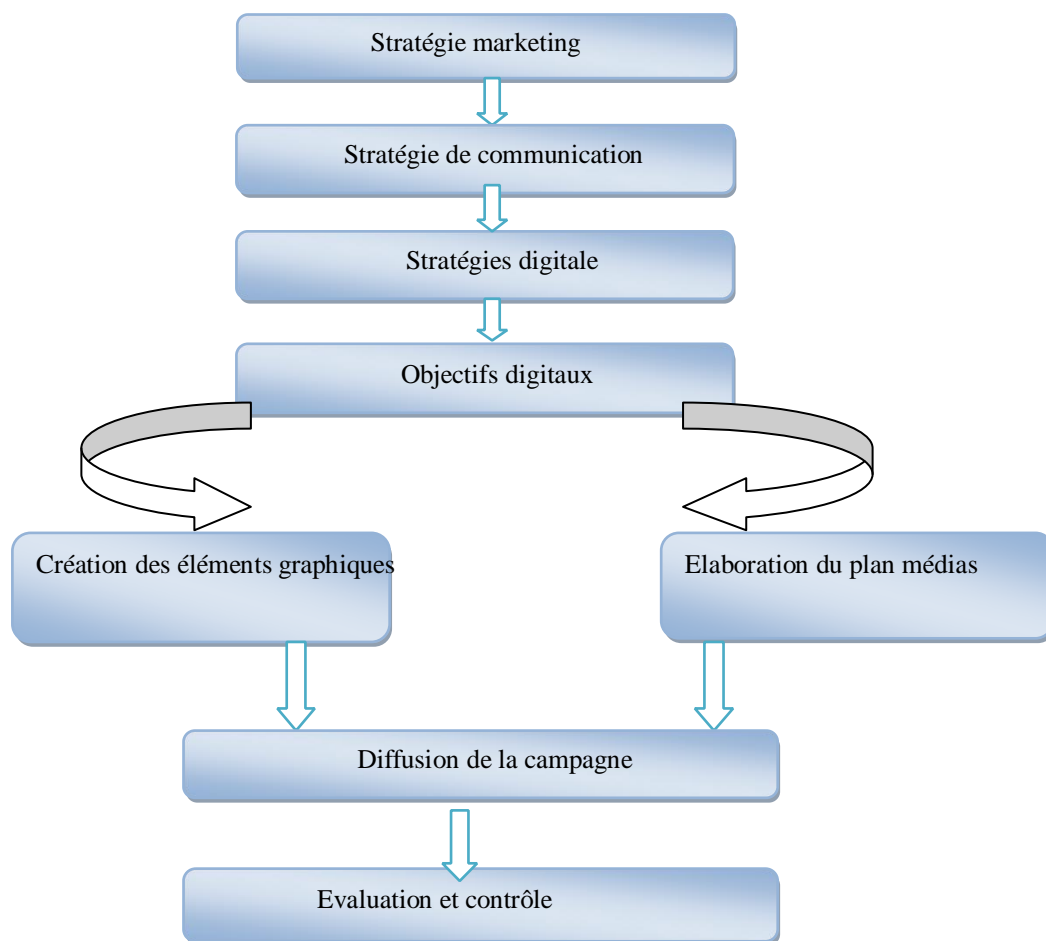 Stratégie marketing
Stratégie de communication
Stratégies digitale
Objectifs digitaux
Création des éléments graphiques
Elaboration du plan médias
Diffusion de la campagne
Evaluation et contrôle